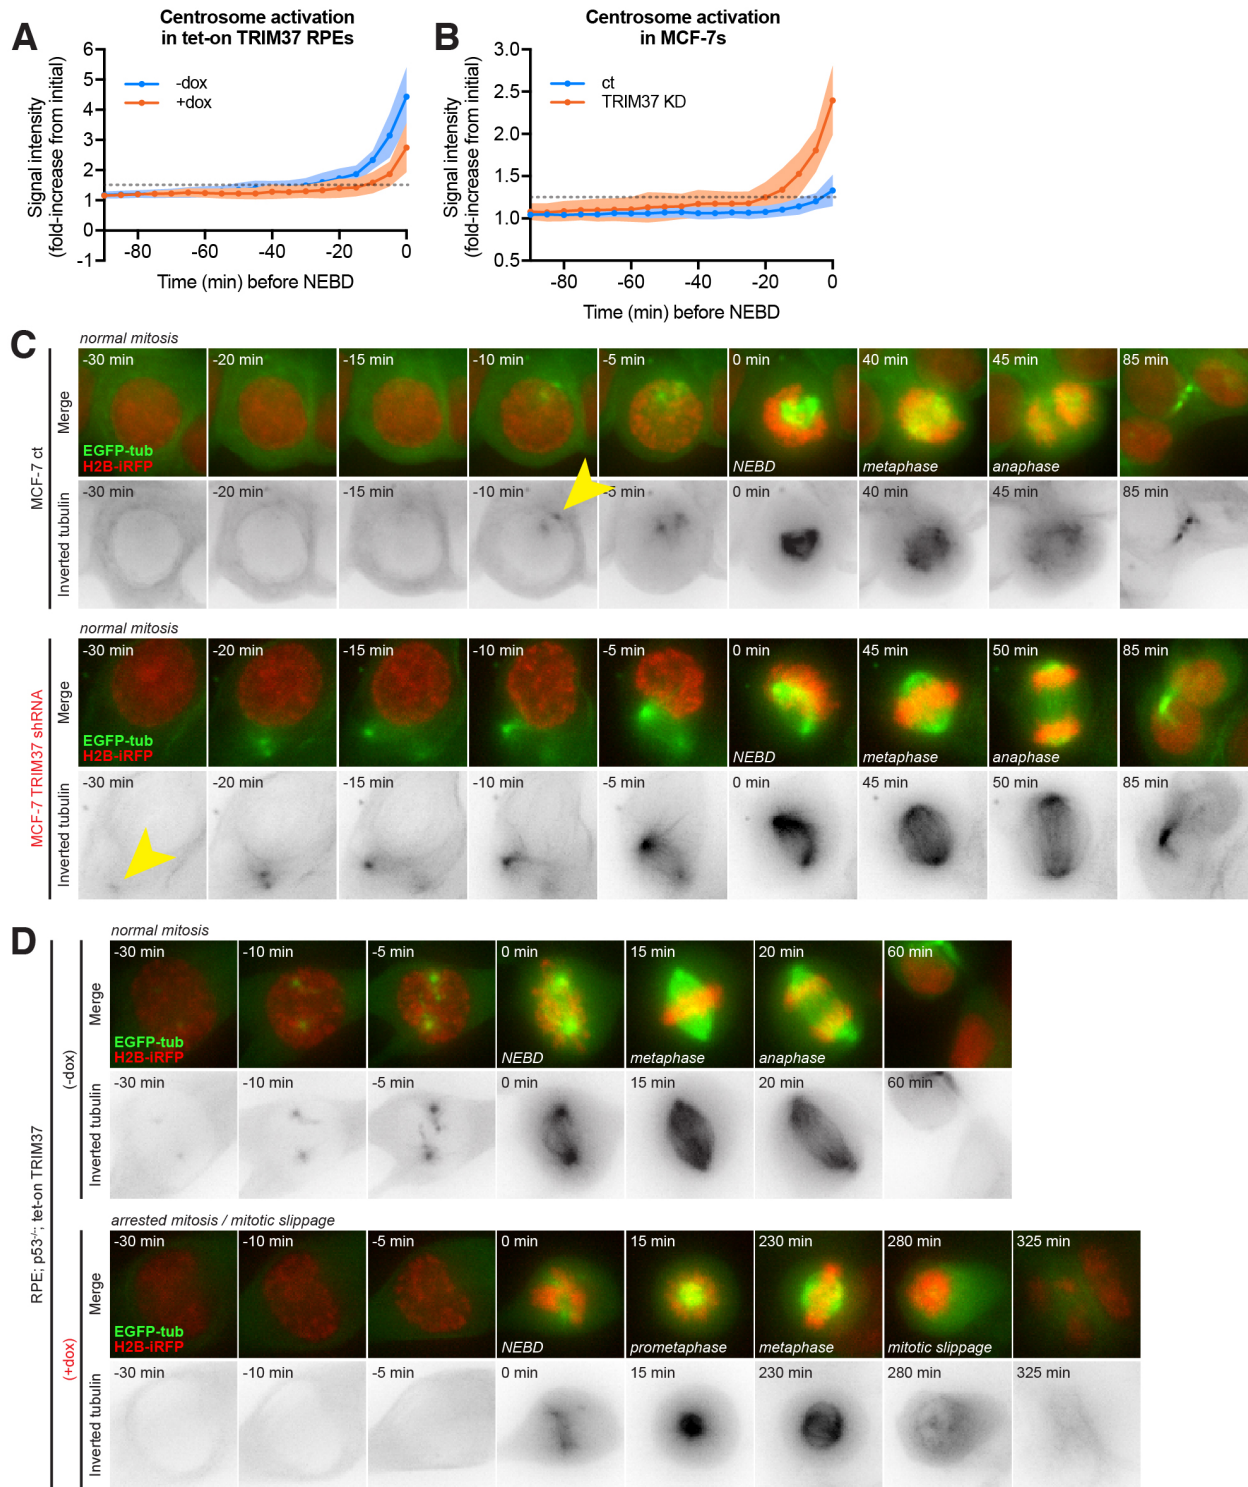 A
Centrosome activation
in tet-on TRIM37 RPEs
Signal intensity
(fold-increase from initial)
6
5
4
3
2
1
0
-1
-dox
+dox
-80
-60
-40
-20
0
Time (min) before NEBD
B
Centrosome activation
in MCF-7s
Signal intensity
(fold-increase from initial)
3.0
2.5
2.0
1.5
1.0
0.5
ct
TRIM37 KD
-80
-60
-40
-20
0
Time (min) before NEBD
C
normal mitosis
MCF-7 ct
Merge
-30 min
-20 min
-15 min
-10 min
-5 min
0 min
40 min
45 min
85 min
EGFP-tub
H2B-iRFP
NEBD
metaphase
anaphase
Inverted tubulin
-30 min
-20 min
-15 min
-10 min
-5 min
0 min
40 min
45 min
85 min
normal mitosis
MCF-7 TRIM37 shRNA
Merge
-30 min
-20 min
-15 min
-10 min
-5 min
0 min
45 min
50 min
85 min
EGFP-tub
H2B-iRFP
NEBD
metaphase
anaphase
Inverted tubulin
-30 min
-20 min
-15 min
-10 min
-5 min
0 min
45 min
50 min
85 min
D
RPE; p53-/-; tet-on TRIM37
normal mitosis
(-dox)
Merge
-30 min
-10 min
-5 min
0 min
15 min
20 min
60 min
EGFP-tub
H2B-iRFP
NEBD
metaphase
anaphase
Inverted tubulin
-30 min
-10 min
-5 min
0 min
15 min
20 min
60 min
arrested mitosis / mitotic slippage
(+dox)
Merge
-30 min
-10 min
-5 min
0 min
15 min
230 min
280 min
325 min
EGFP-tub
H2B-iRFP
NEBD
prometaphase
metaphase
mitotic slippage
Inverted tubulin
-30 min
-10 min
-5 min
0 min
15 min
230 min
280 min
325 min